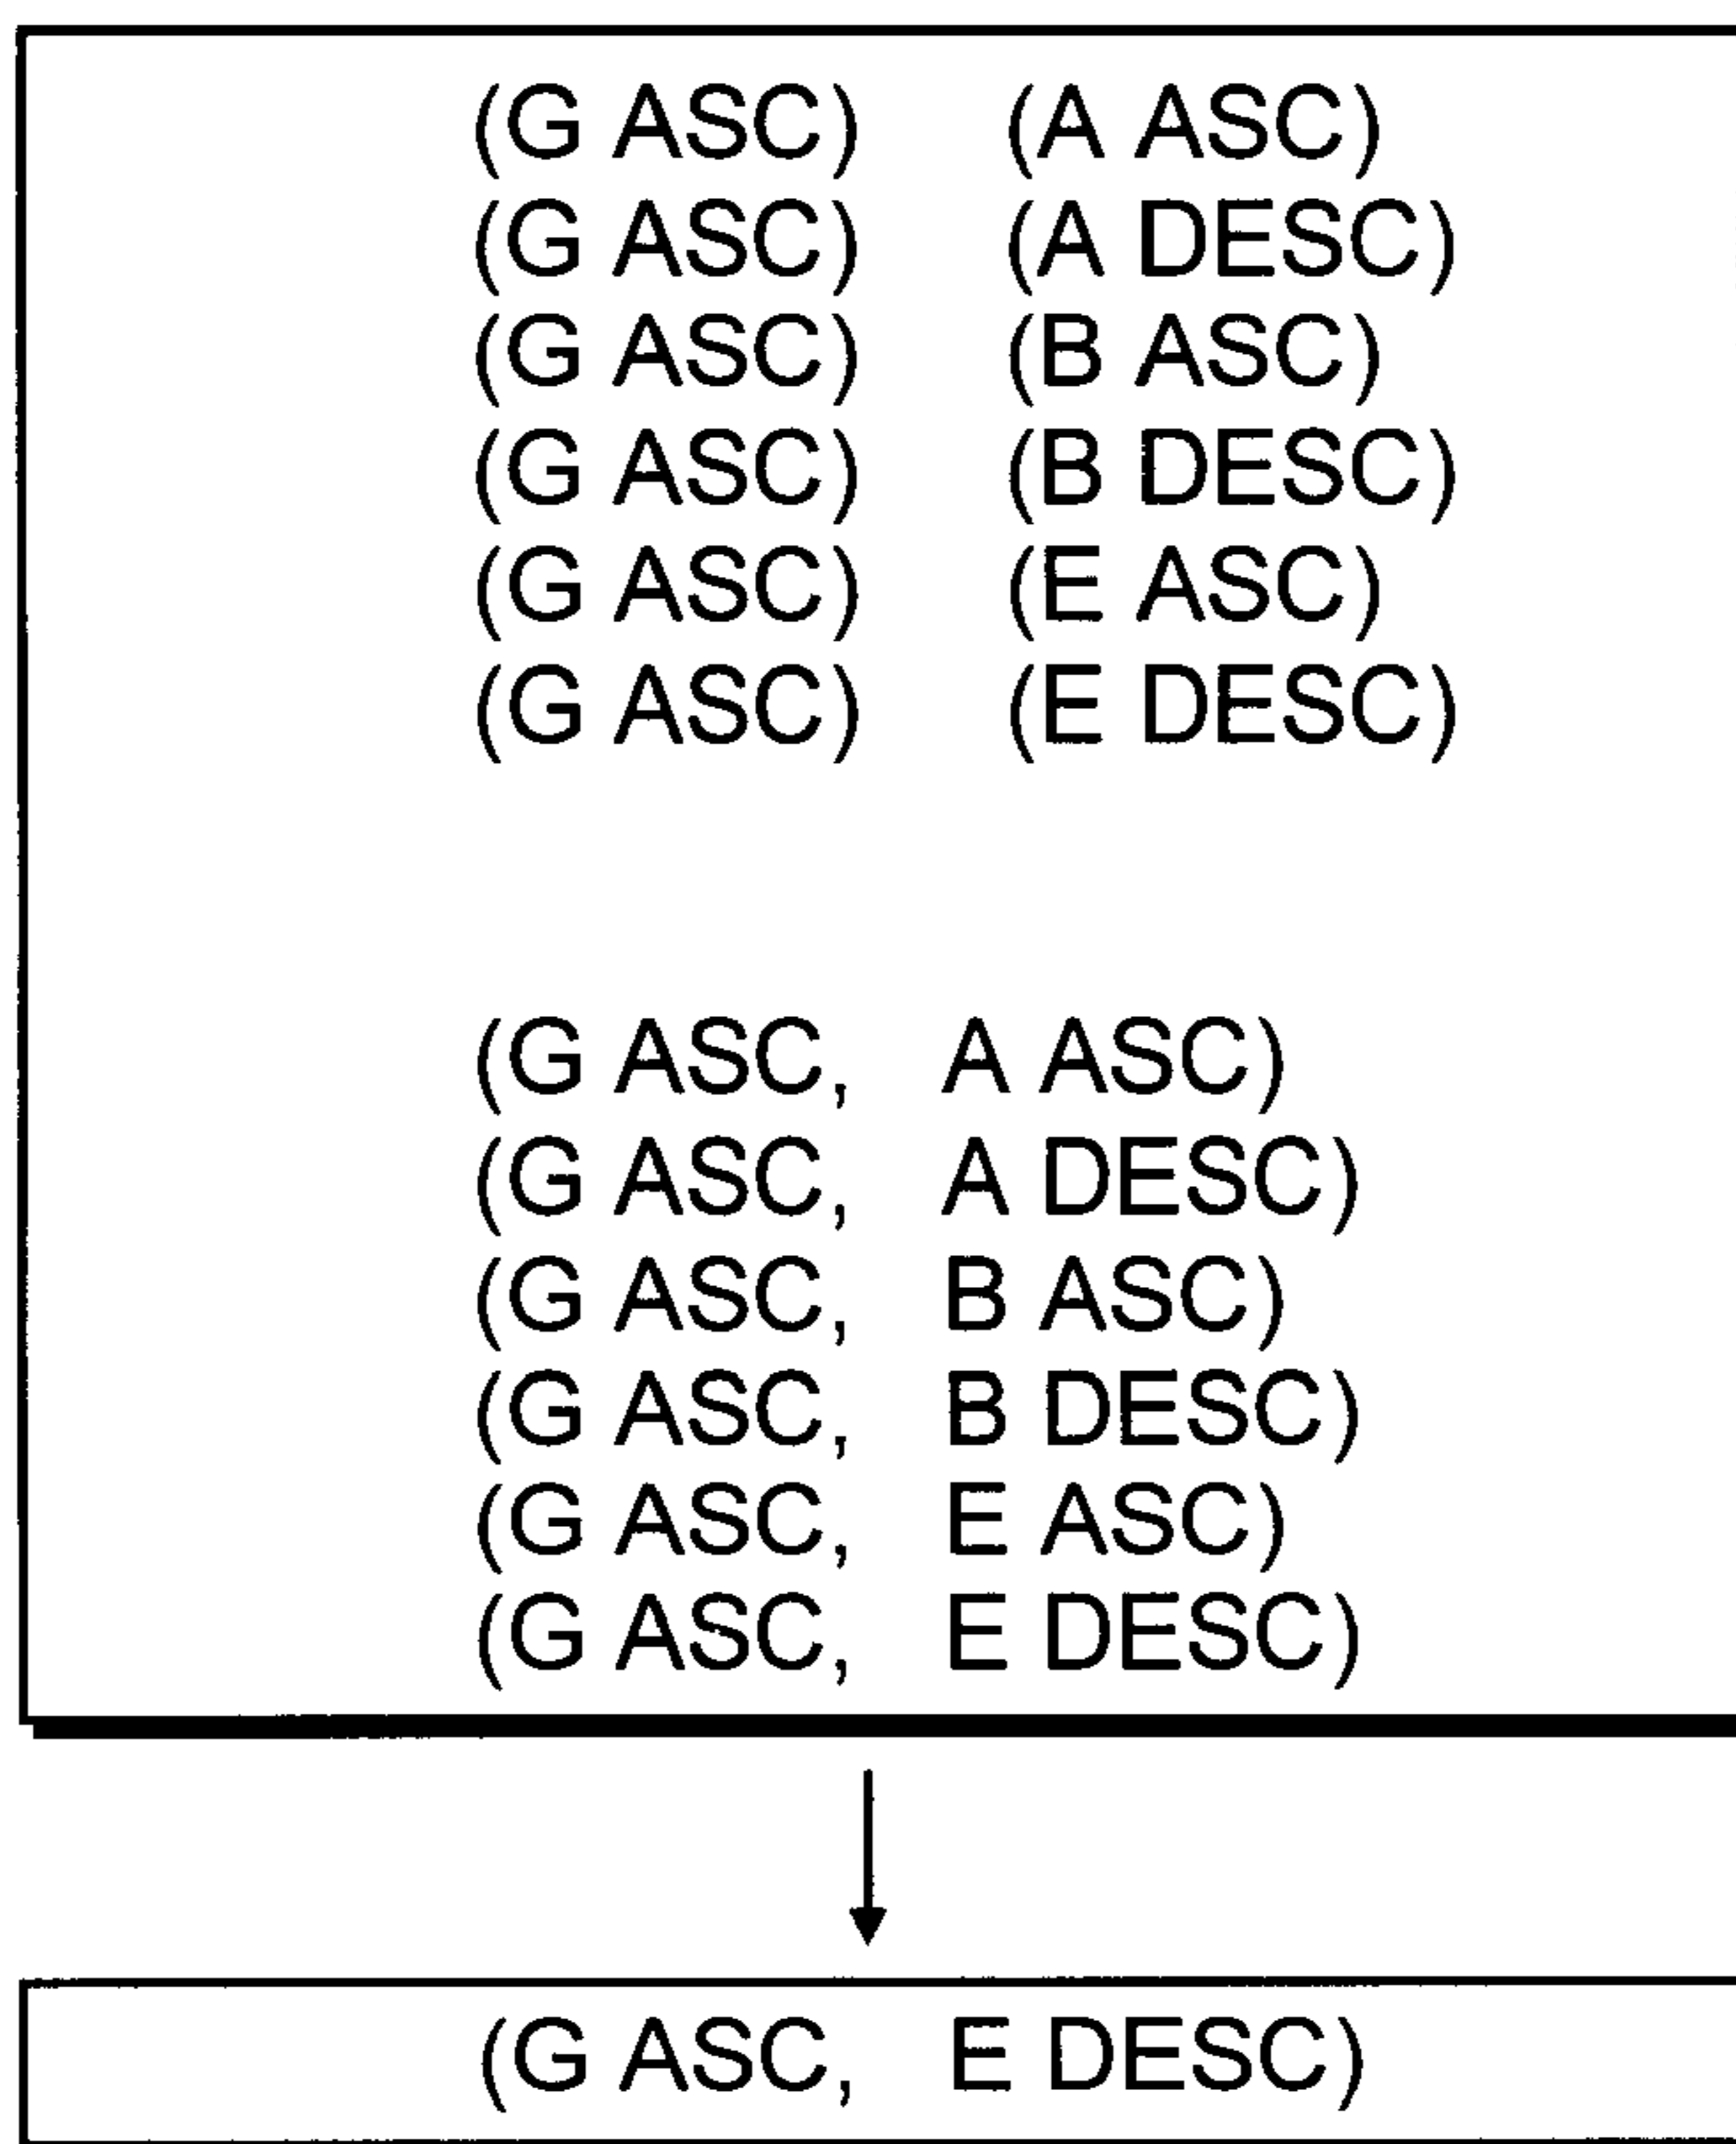 (G ASC) (A ASC)
(G ASC) (A DESC)
(G ASC) (B ASC)
(G ASC) (B DESC)
(G ASC) (E ASC)
(G ASC) (E DESC)
(G ASC, A ASC)
(G ASC, A DESC)
(G ASC, B ASC)
(G ASC, B DESC)
(G ASC, E ASC)
(G ASC, E DESC)
(G ASC, E DESC)